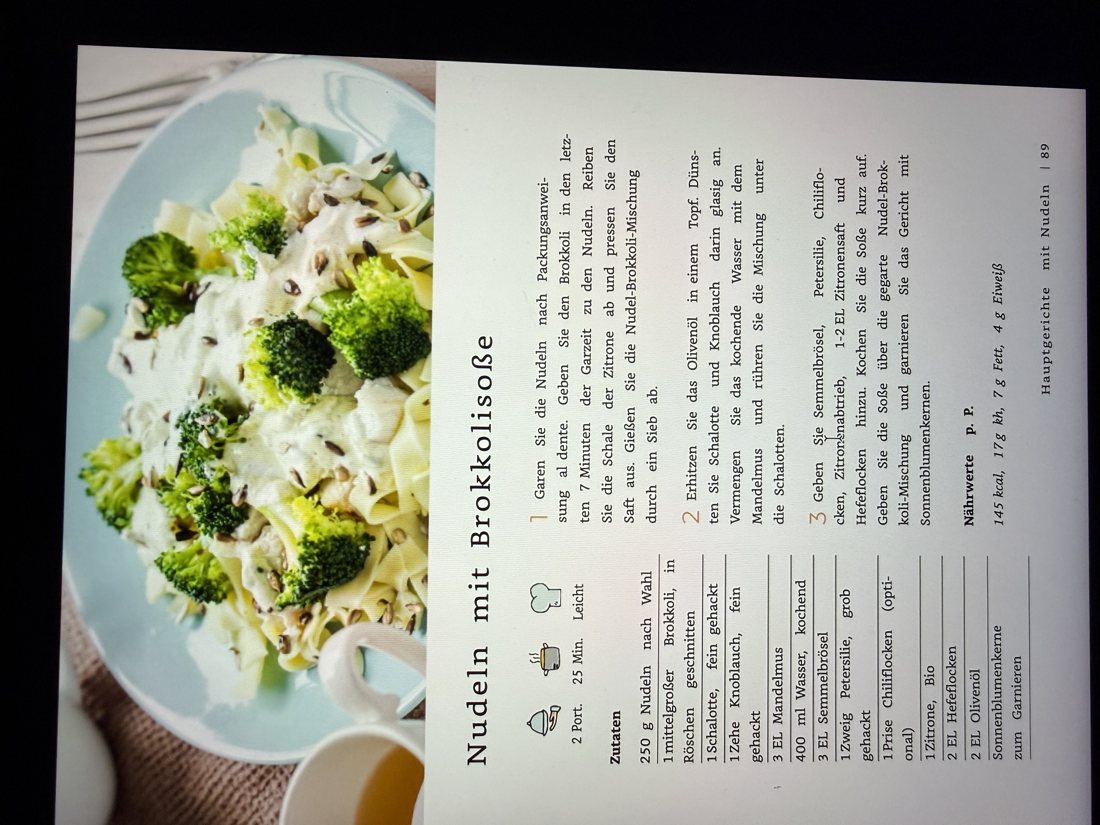 Nudeln mit Brokkolisoße
2 Port. 25 Min. Leicht
Zutaten
250 g Nudeln nach Wahl
1 mittelgroßer Brokkoli, in
Röschen geschnitten
1 Schalotte, fein gehackt
1 Zehe Knoblauch, fein
gehackt
3 EL Mandelmus
400 ml Wasser, kochend
3 EL Semmelbrösel
1 Zweig Petersilie, grob
gehackt
1 Prise Chiliflocken (opti-
onal)
1 Zitrone, Bio
2 EL Hefeflocken
2 EL Olivenöl
Sonnenblumenkerne
zum Garnieren
1 Garen Sie die Nudeln nach Packungsanwei-
sung al dente. Geben Sie den Brokkoli in den letz-
ten 7 Minuten der Garzeit zu den Nudeln. Reiben
Sie die Schale der Zitrone ab und pressen Sie den
Saft aus. Gießen Sie die Nudel-Brokkoli-Mischung
durch ein Sieb ab.
2 Erhitzen Sie das Olivenöl in einem Topf. Düns-
ten Sie Schalotte und Knoblauch darin glasig an.
Vermengen Sie das kochende Wasser mit dem
Mandelmus und rühren Sie die Mischung unter
die Schalotten.
3 Geben Sie Semmelbrösel, Petersilie, Chiliflo-
cken, Zitronenabtrieb, 1-2 EL Zitronensaft und
Hefeflocken hinzu. Kochen Sie die Soße kurz auf.
Geben Sie die Soße über die gegarte Nudel-Brok-
koli-Mischung und garnieren Sie das Gericht mit
Sonnenblumenkernen.
Nährwerte p. P.
145 kcal, 17g kh, 7 g Fett, 4 g Eiweiß
Hauptgerichte mit Nudeln | 89